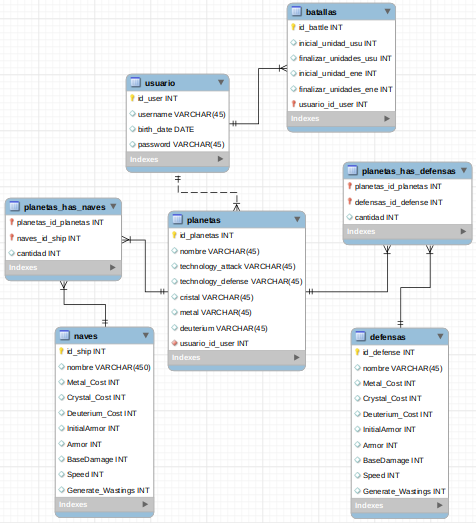 batallas
id_battle INT
inicial_unidad_usu INT
finalizar_unidades_usu INT
inicial_unidad_ene INT
finalizar_unidades_ene INT
usuario_id_user INT
Indexes
usuario
id_user INT
username VARCHAR(45)
birth_date DATE
password VARCHAR(45)
Indexes
planetas_has_defensas
planetas_id_planetas INT
defensas_id_defense INT
cantidad INT
Indexes
planetas_has_naves
planetas_id_planetas INT
naves_id_ship INT
cantidad INT
Indexes
planetas
id_planetas INT
nombre VARCHAR(45)
technology_attack VARCHAR(45)
technology_defense VARCHAR(45)
cristal VARCHAR(45)
metal VARCHAR(45)
deuterium VARCHAR(45)
usuario_id_user INT
Indexes
naves
id_ship INT
nombre VARCHAR(450)
Metal_Cost INT
Crystal_Cost INT
Deuterium_Cost INT
InitialArmor INT
Armor INT
BaseDamage INT
Speed INT
Generate_Wastings INT
Indexes
defensas
id_defense INT
nombre VARCHAR(45)
Metal_Cost INT
Crystal_Cost INT
Deuterium_Cost INT
InitialArmor INT
Armor INT
BaseDamage INT
Speed INT
Generate_Wastings INT
Indexes